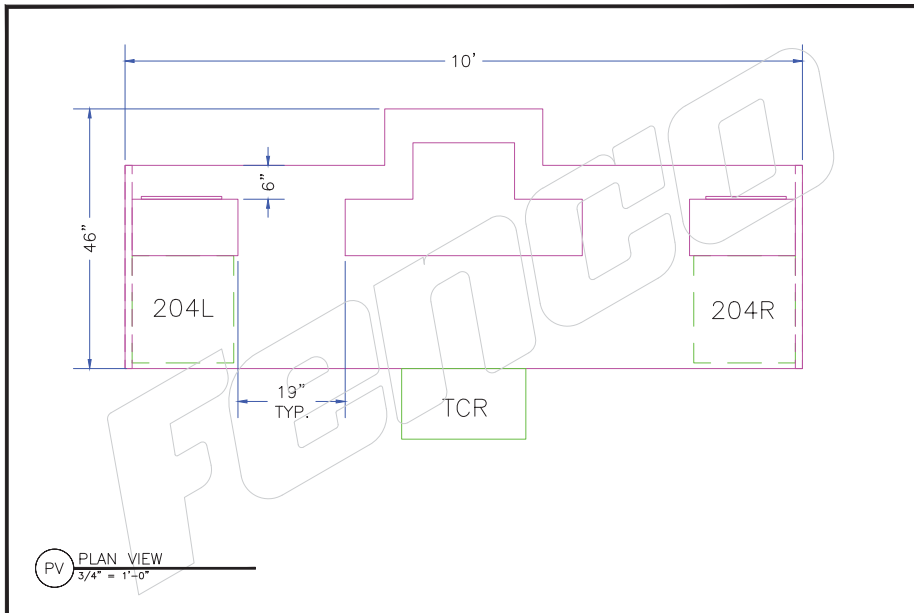 10'
6"
46"
204L
204R
19"
TYP.
TCR
Fenco
PV
PLAN VIEW
3/4" = 1'-0"